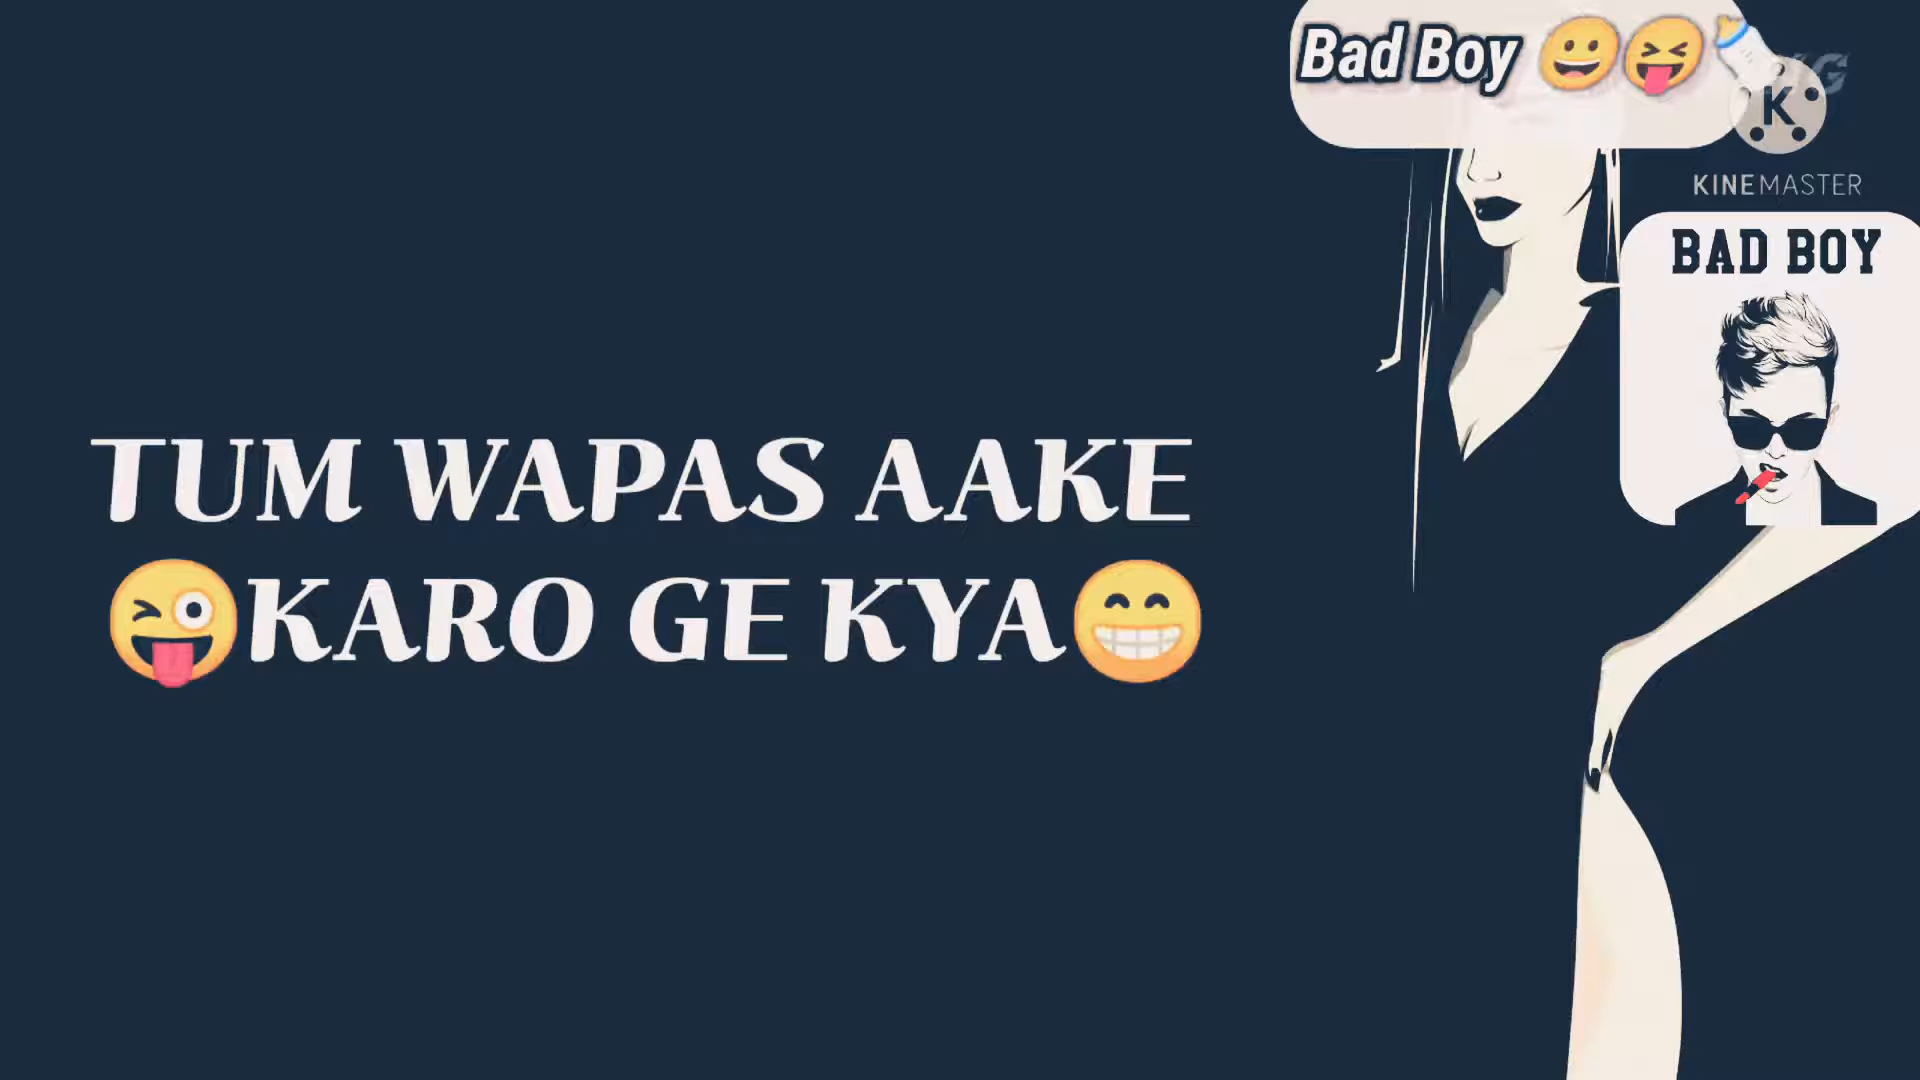 Bad Boy 😀😝🍼
K
KINEMASTER
BAD BOY
TUM WAPAS AAKE
😜KARO GE KYA😁